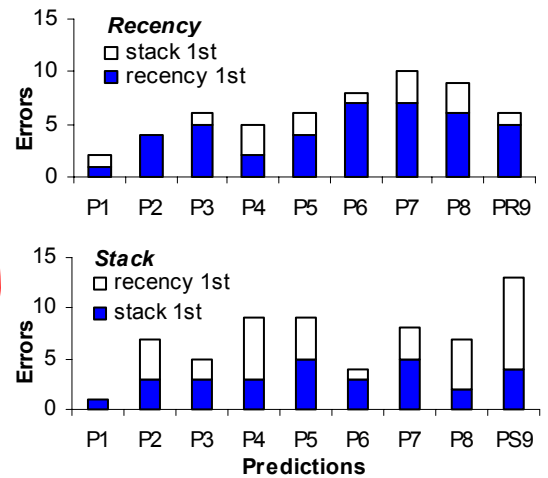 Recency
stack 1st
recency 1st
Errors
15
10
5
0
P1 P2 P3 P4 P5 P6 P7 P8 PR9
Stack
recency 1st
stack 1st
Errors
15
10
5
0
P1 P2 P3 P4 P5 P6 P7 P8 PS9
Predictions